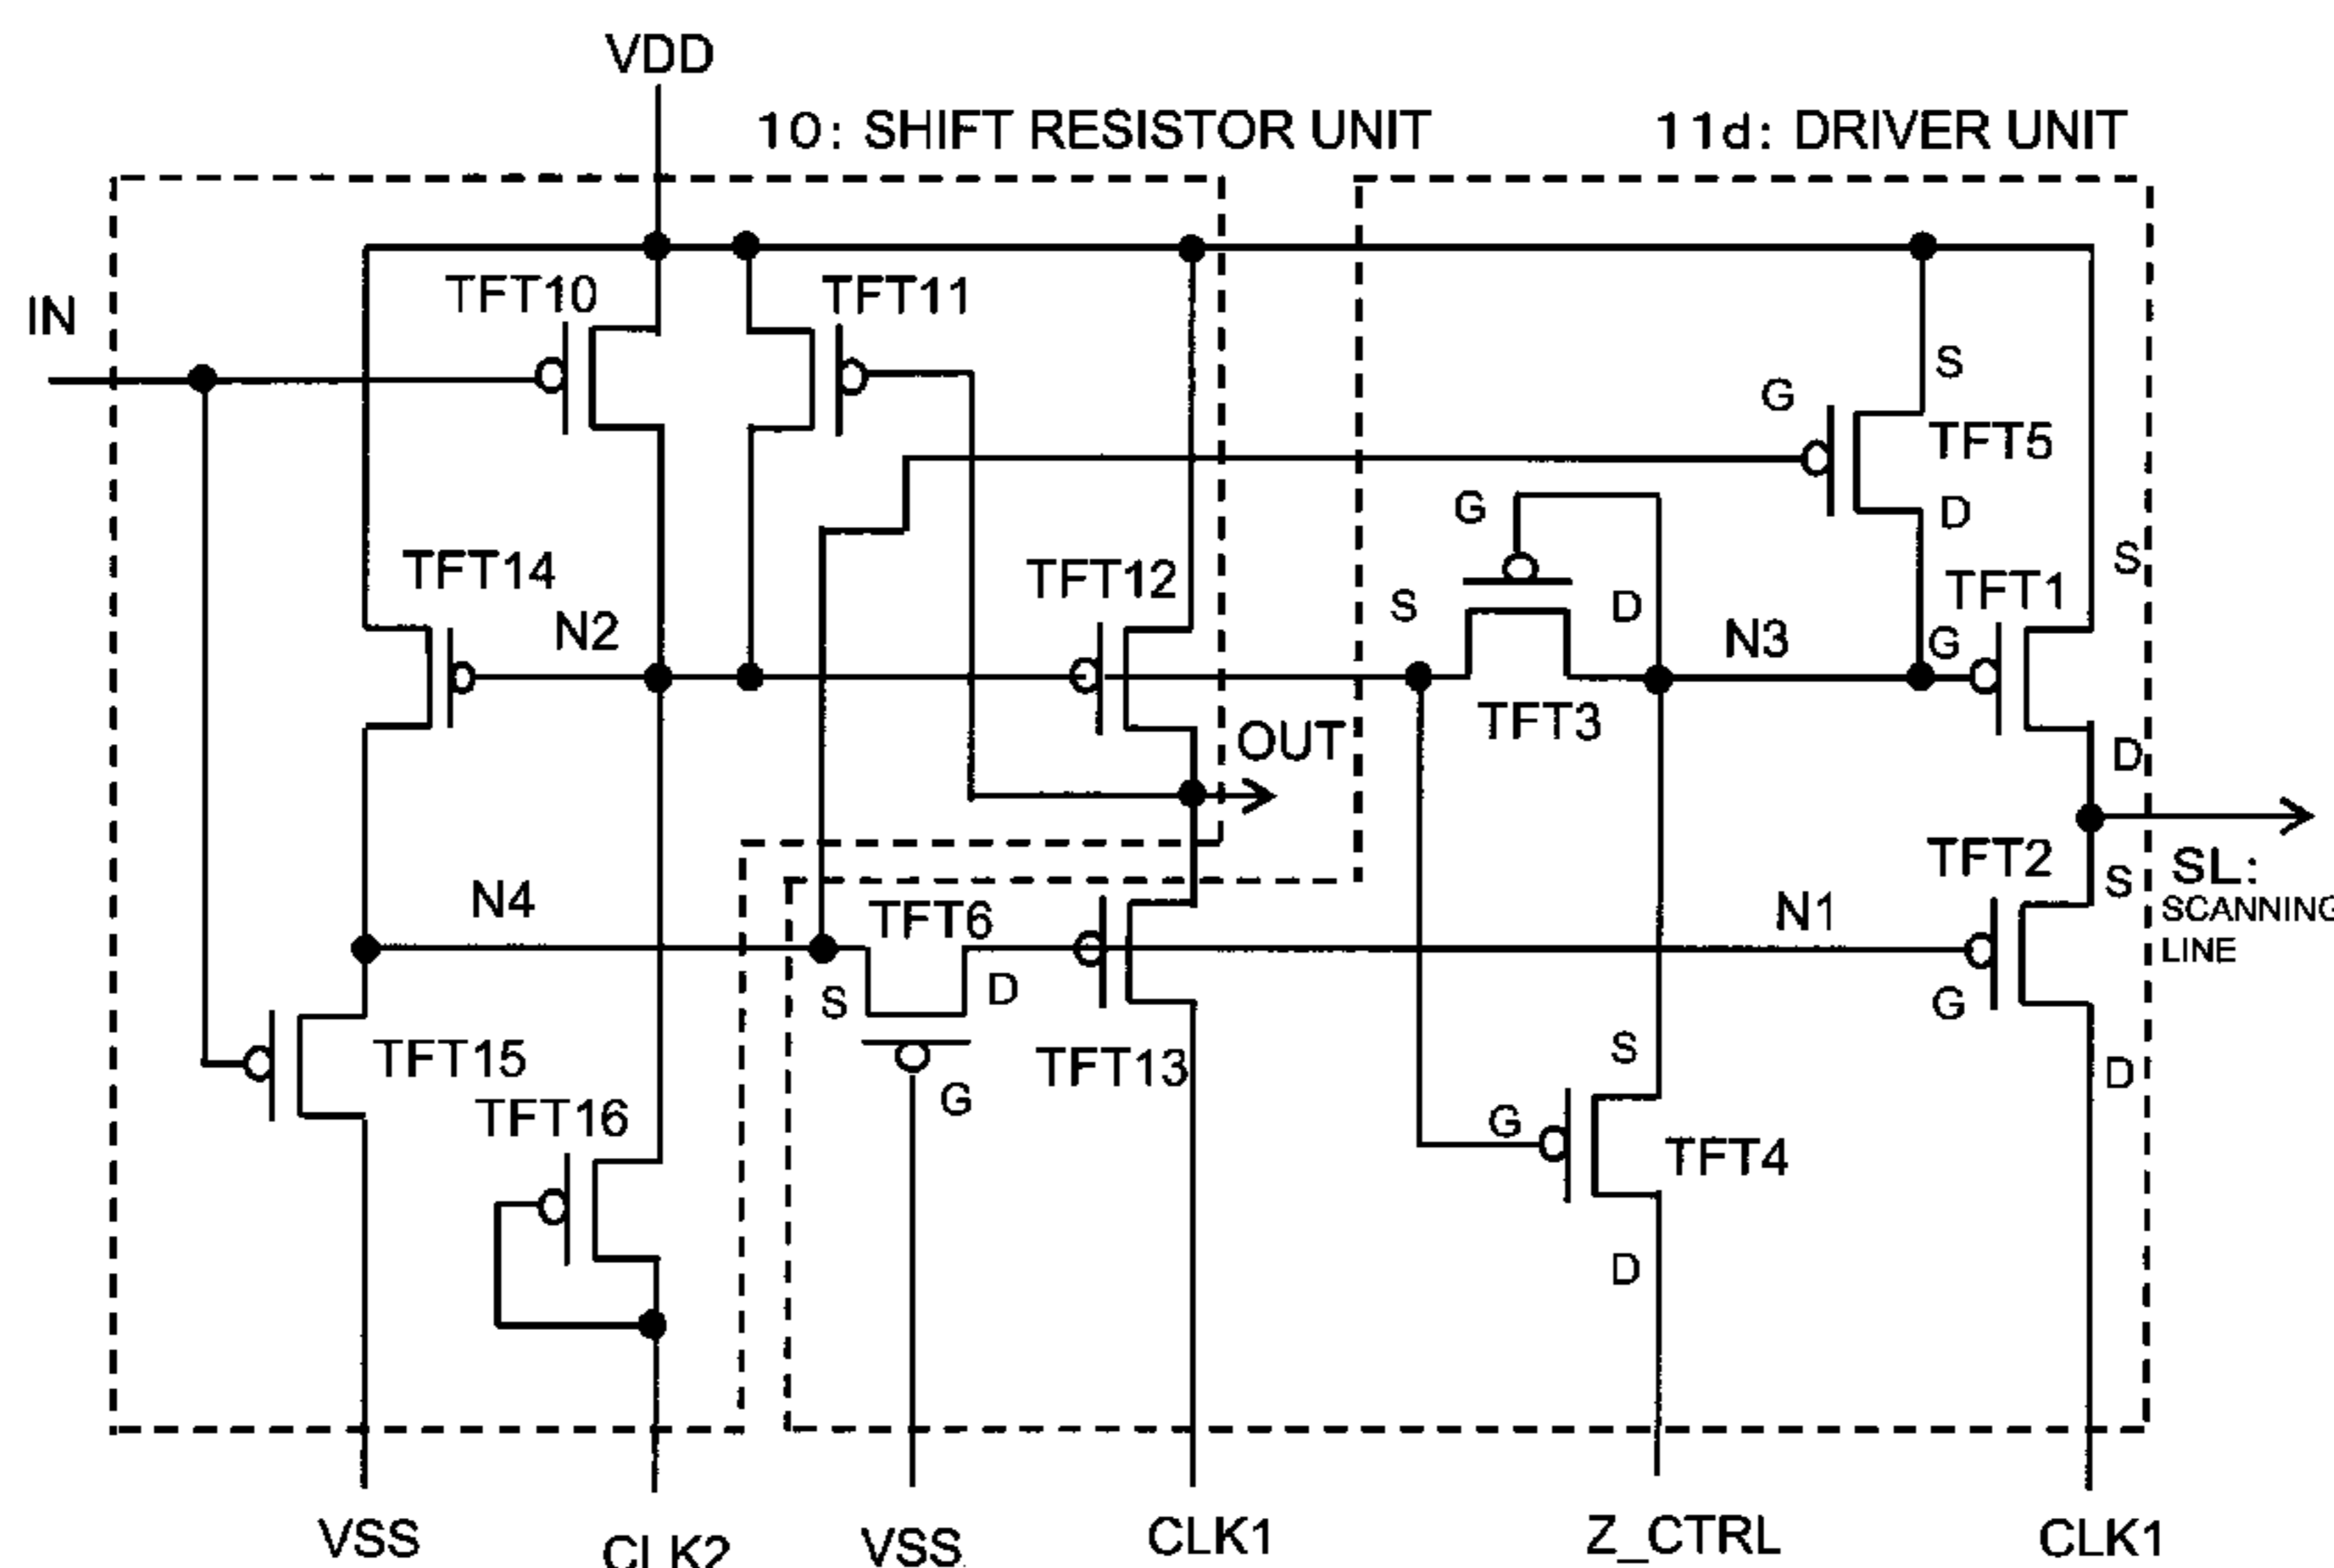 VDD
10: SHIFT RESISTOR UNIT
11d: DRIVER UNIT
IN
TFT10
TFT11
S
G
TFT5
G
D
S
TFT14
N2
TFT12
S
D
N3
TFT1
G
TFT3
OUT
D
TFT2
S
SL:
SCANNING
LINE
N4
TFT6
N1
S
D
G
TFT15
TFT13
S
D
G
TFT16
G
TFT4
D
VSS
CLK2
VSS
CLK1
Z_CTRL
CLK1